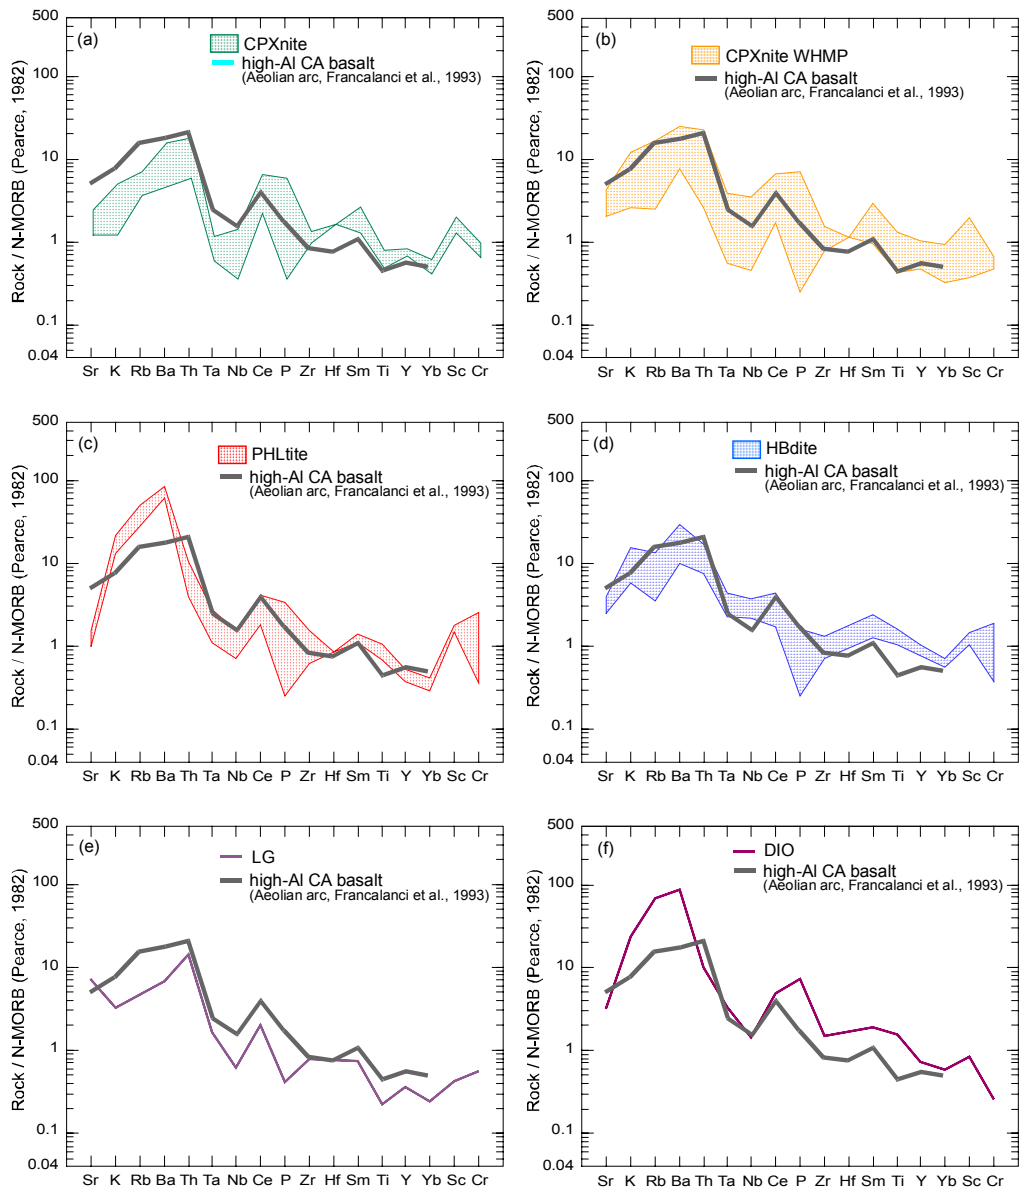 (a)
CPXnite
high-Al CA basalt
(Aeolian arc, Francalanci et al., 1993)
Rock / N-MORB (Pearce, 1982)
500
100
10
1
0.1
0.04
Sr K Rb Ba Th Ta Nb Ce P Zr Hf Sm Ti Y Yb Sc Cr
(b)
CPXnite WHMP
high-Al CA basalt
(Aeolian arc, Francalanci et al., 1993)
Rock / N-MORB (Pearce, 1982)
500
100
10
1
0.1
0.04
Sr K Rb Ba Th Ta Nb Ce P Zr Hf Sm Ti Y Yb Sc Cr
(c)
PHLtite
high-Al CA basalt
(Aeolian arc, Francalanci et al., 1993)
Rock / N-MORB (Pearce, 1982)
500
100
10
1
0.1
0.04
Sr K Rb Ba Th Ta Nb Ce P Zr Hf Sm Ti Y Yb Sc Cr
(d)
HBdite
high-Al CA basalt
(Aeolian arc, Francalanci et al., 1993)
Rock / N-MORB (Pearce, 1982)
500
100
10
1
0.1
0.04
Sr K Rb Ba Th Ta Nb Ce P Zr Hf Sm Ti Y Yb Sc Cr
(e)
LG
high-Al CA basalt
(Aeolian arc, Francalanci et al., 1993)
Rock / N-MORB (Pearce, 1982)
500
100
10
1
0.1
0.04
Sr K Rb Ba Th Ta Nb Ce P Zr Hf Sm Ti Y Yb Sc Cr
(f)
DIO
high-Al CA basalt
(Aeolian arc, Francalanci et al., 1993)
Rock / N-MORB (Pearce, 1982)
500
100
10
1
0.1
0.04
Sr K Rb Ba Th Ta Nb Ce P Zr Hf Sm Ti Y Yb Sc Cr